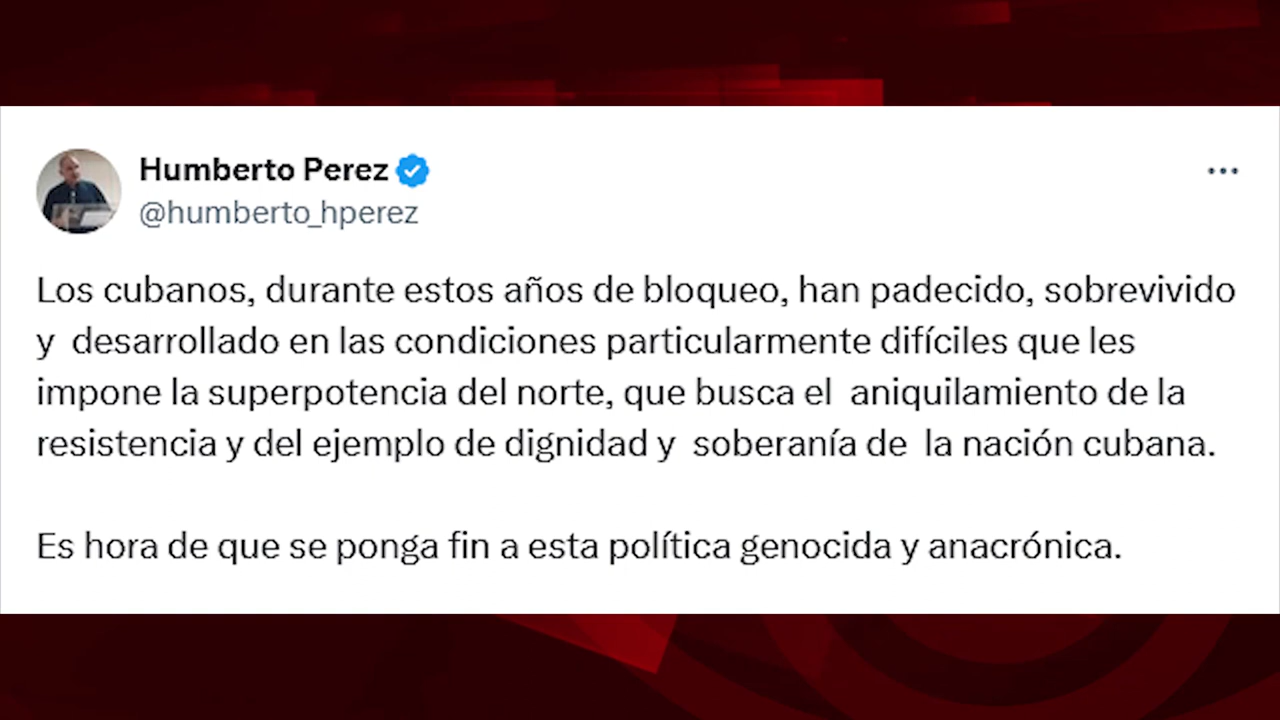 Humberto Perez
@humberto_hperez
Los cubanos, durante estos años de bloqueo, han padecido, sobrevivido
y  desarrollado en las condiciones particularmente difíciles que les
impone la superpotencia del norte, que busca el  aniquilamiento de la
resistencia y del ejemplo de dignidad y  soberanía de  la nación cubana.
Es hora de que se ponga fin a esta política genocida y anacrónica.